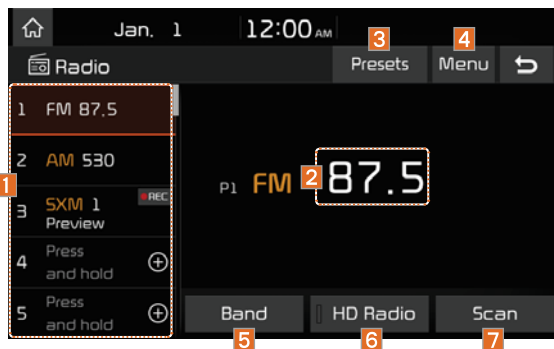 Jan. 1 12:00 AM
3 4
Radio Presets Menu
1 FM 87.5
2 AM 530
3 SXM 1 REC
Preview
4 Press
and hold
5 Press
and hold
1
P1 FM 2 87.5
Band HD Radio Scan
5 6 7